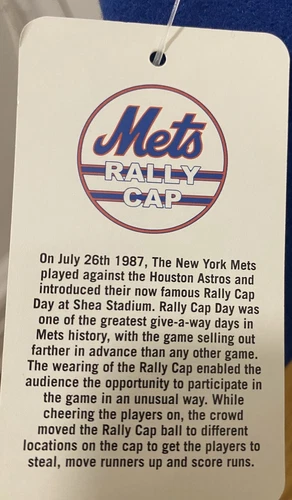 Mets
RALLY
CAP
On July 26th 1987, The New York Mets
played against the Houston Astros and
introduced their now famous Rally Cap
Day at Shea Stadium. Rally Cap Day was
one of the greatest give-a-way days in
Mets history, with the game selling out
farther in advance than any other game.
The wearing of the Rally Cap enabled the
audience the opportunity to participate in
the game in an unusual way. While
cheering the players on, the crowd
moved the Rally Cap ball to different
locations on the cap to get the players to
steal, move runners up and score runs.